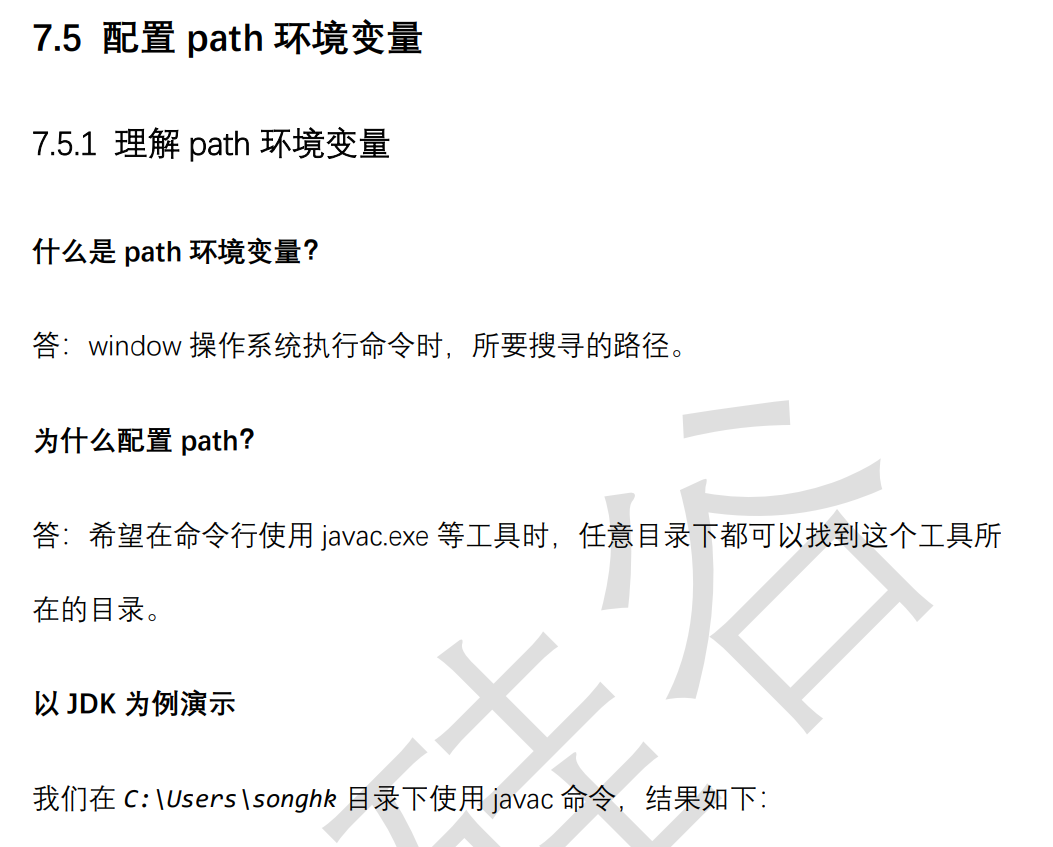 7.5 配置 path 环境变量
7.5.1 理解 path 环境变量
什么是 path 环境变量？
答：window 操作系统执行命令时，所要搜寻的路径。
为什么配置 path？
答：希望在命令行使用 javac.exe 等工具时，任意目录下都可以找到这个工具所
在的目录。
以 JDK 为例演示
我们在 C:\Users\songhk 目录下使用 javac 命令，结果如下：
硅谷